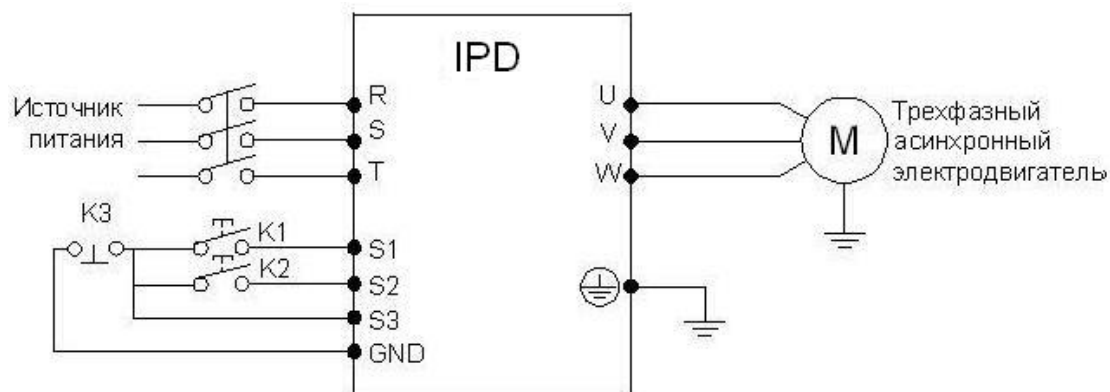 IPD
Источник
питания
R
S
T
U
V
W
M
Трехфазный
асинхронный
электродвигатель
K3
K1
K2
S1
S2
S3
GND